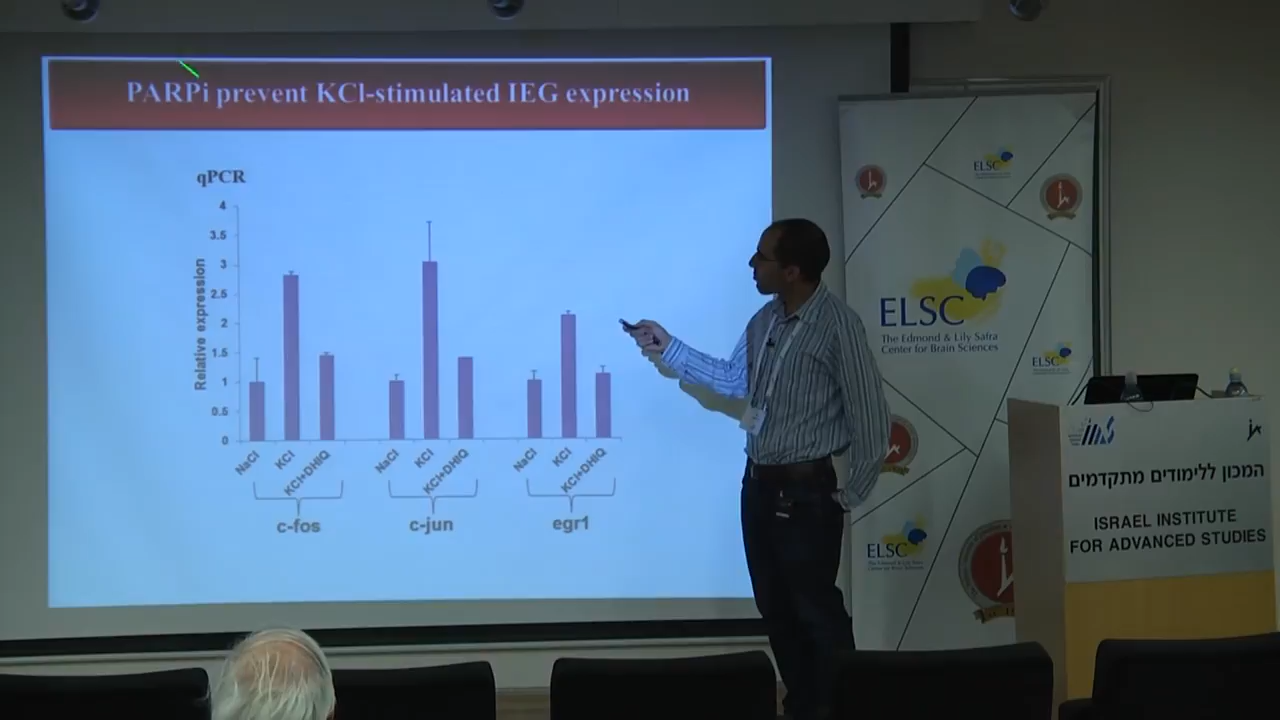 PARPi prevent KCl-stimulated IEG expression
qPCR
Relative expression
4
3.5
3
2.5
2
1.5
1
0.5
0
NaCl
KCl
KCl+DHIQ
NaCl
KCl
KCl+DHIQ
NaCl
KCl
KCl+DHIQ
c-fos
c-jun
egr1
ELSC
ELSC
The Edmond & Lily Safra
Center for Brain Sciences
ELSC
ELSC
המכון ללימודים מתקדמים
ISRAEL INSTITUTE
FOR ADVANCED STUDIES